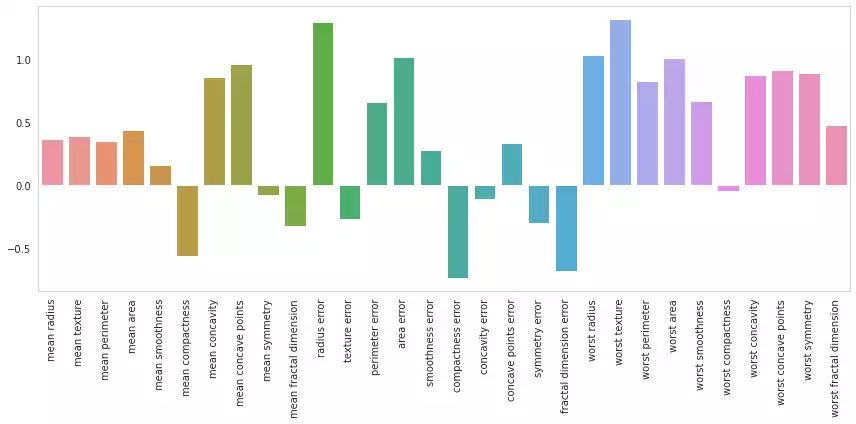 1.0
0.5
0.0
−0.5
mean radius
mean texture
mean perimeter
mean area
mean smoothness
mean compactness
mean concavity
mean concave points
mean symmetry
mean fractal dimension
radius error
texture error
perimeter error
area error
smoothness error
compactness error
concavity error
concave points error
symmetry error
fractal dimension error
worst radius
worst texture
worst perimeter
worst area
worst smoothness
worst compactness
worst concavity
worst concave points
worst symmetry
worst fractal dimension